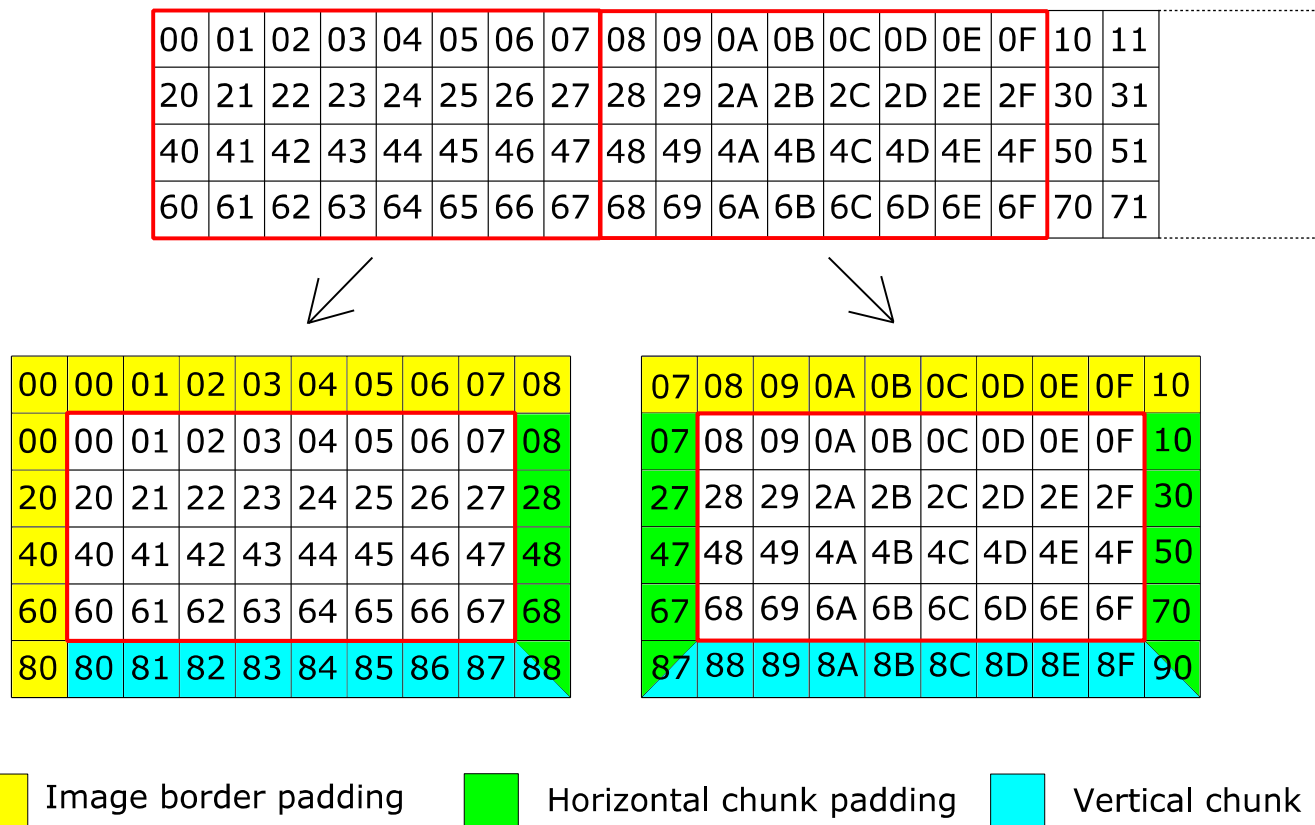 00 01 02 03 04 05 06 07 08 09 0A 0B 0C 0D 0E 0F 10 11
20 21 22 23 24 25 26 27 28 29 2A 2B 2C 2D 2E 2F 30 31
40 41 42 43 44 45 46 47 48 49 4A 4B 4C 4D 4E 4F 50 51
60 61 62 63 64 65 66 67 68 69 6A 6B 6C 6D 6E 6F 70 71
00 00 01 02 03 04 05 06 07 08
00 00 01 02 03 04 05 06 07 08
20 20 21 22 23 24 25 26 27 28
40 40 41 42 43 44 45 46 47 48
60 60 61 62 63 64 65 66 67 68
80 80 81 82 83 84 85 86 87 88
07 08 09 0A 0B 0C 0D 0E 0F 10
07 08 09 0A 0B 0C 0D 0E 0F 10
27 28 29 2A 2B 2C 2D 2E 2F 30
47 48 49 4A 4B 4C 4D 4E 4F 50
67 68 69 6A 6B 6C 6D 6E 6F 70
87 88 89 8A 8B 8C 8D 8E 8F 90
Image border padding
Horizontal chunk padding
Vertical chunk